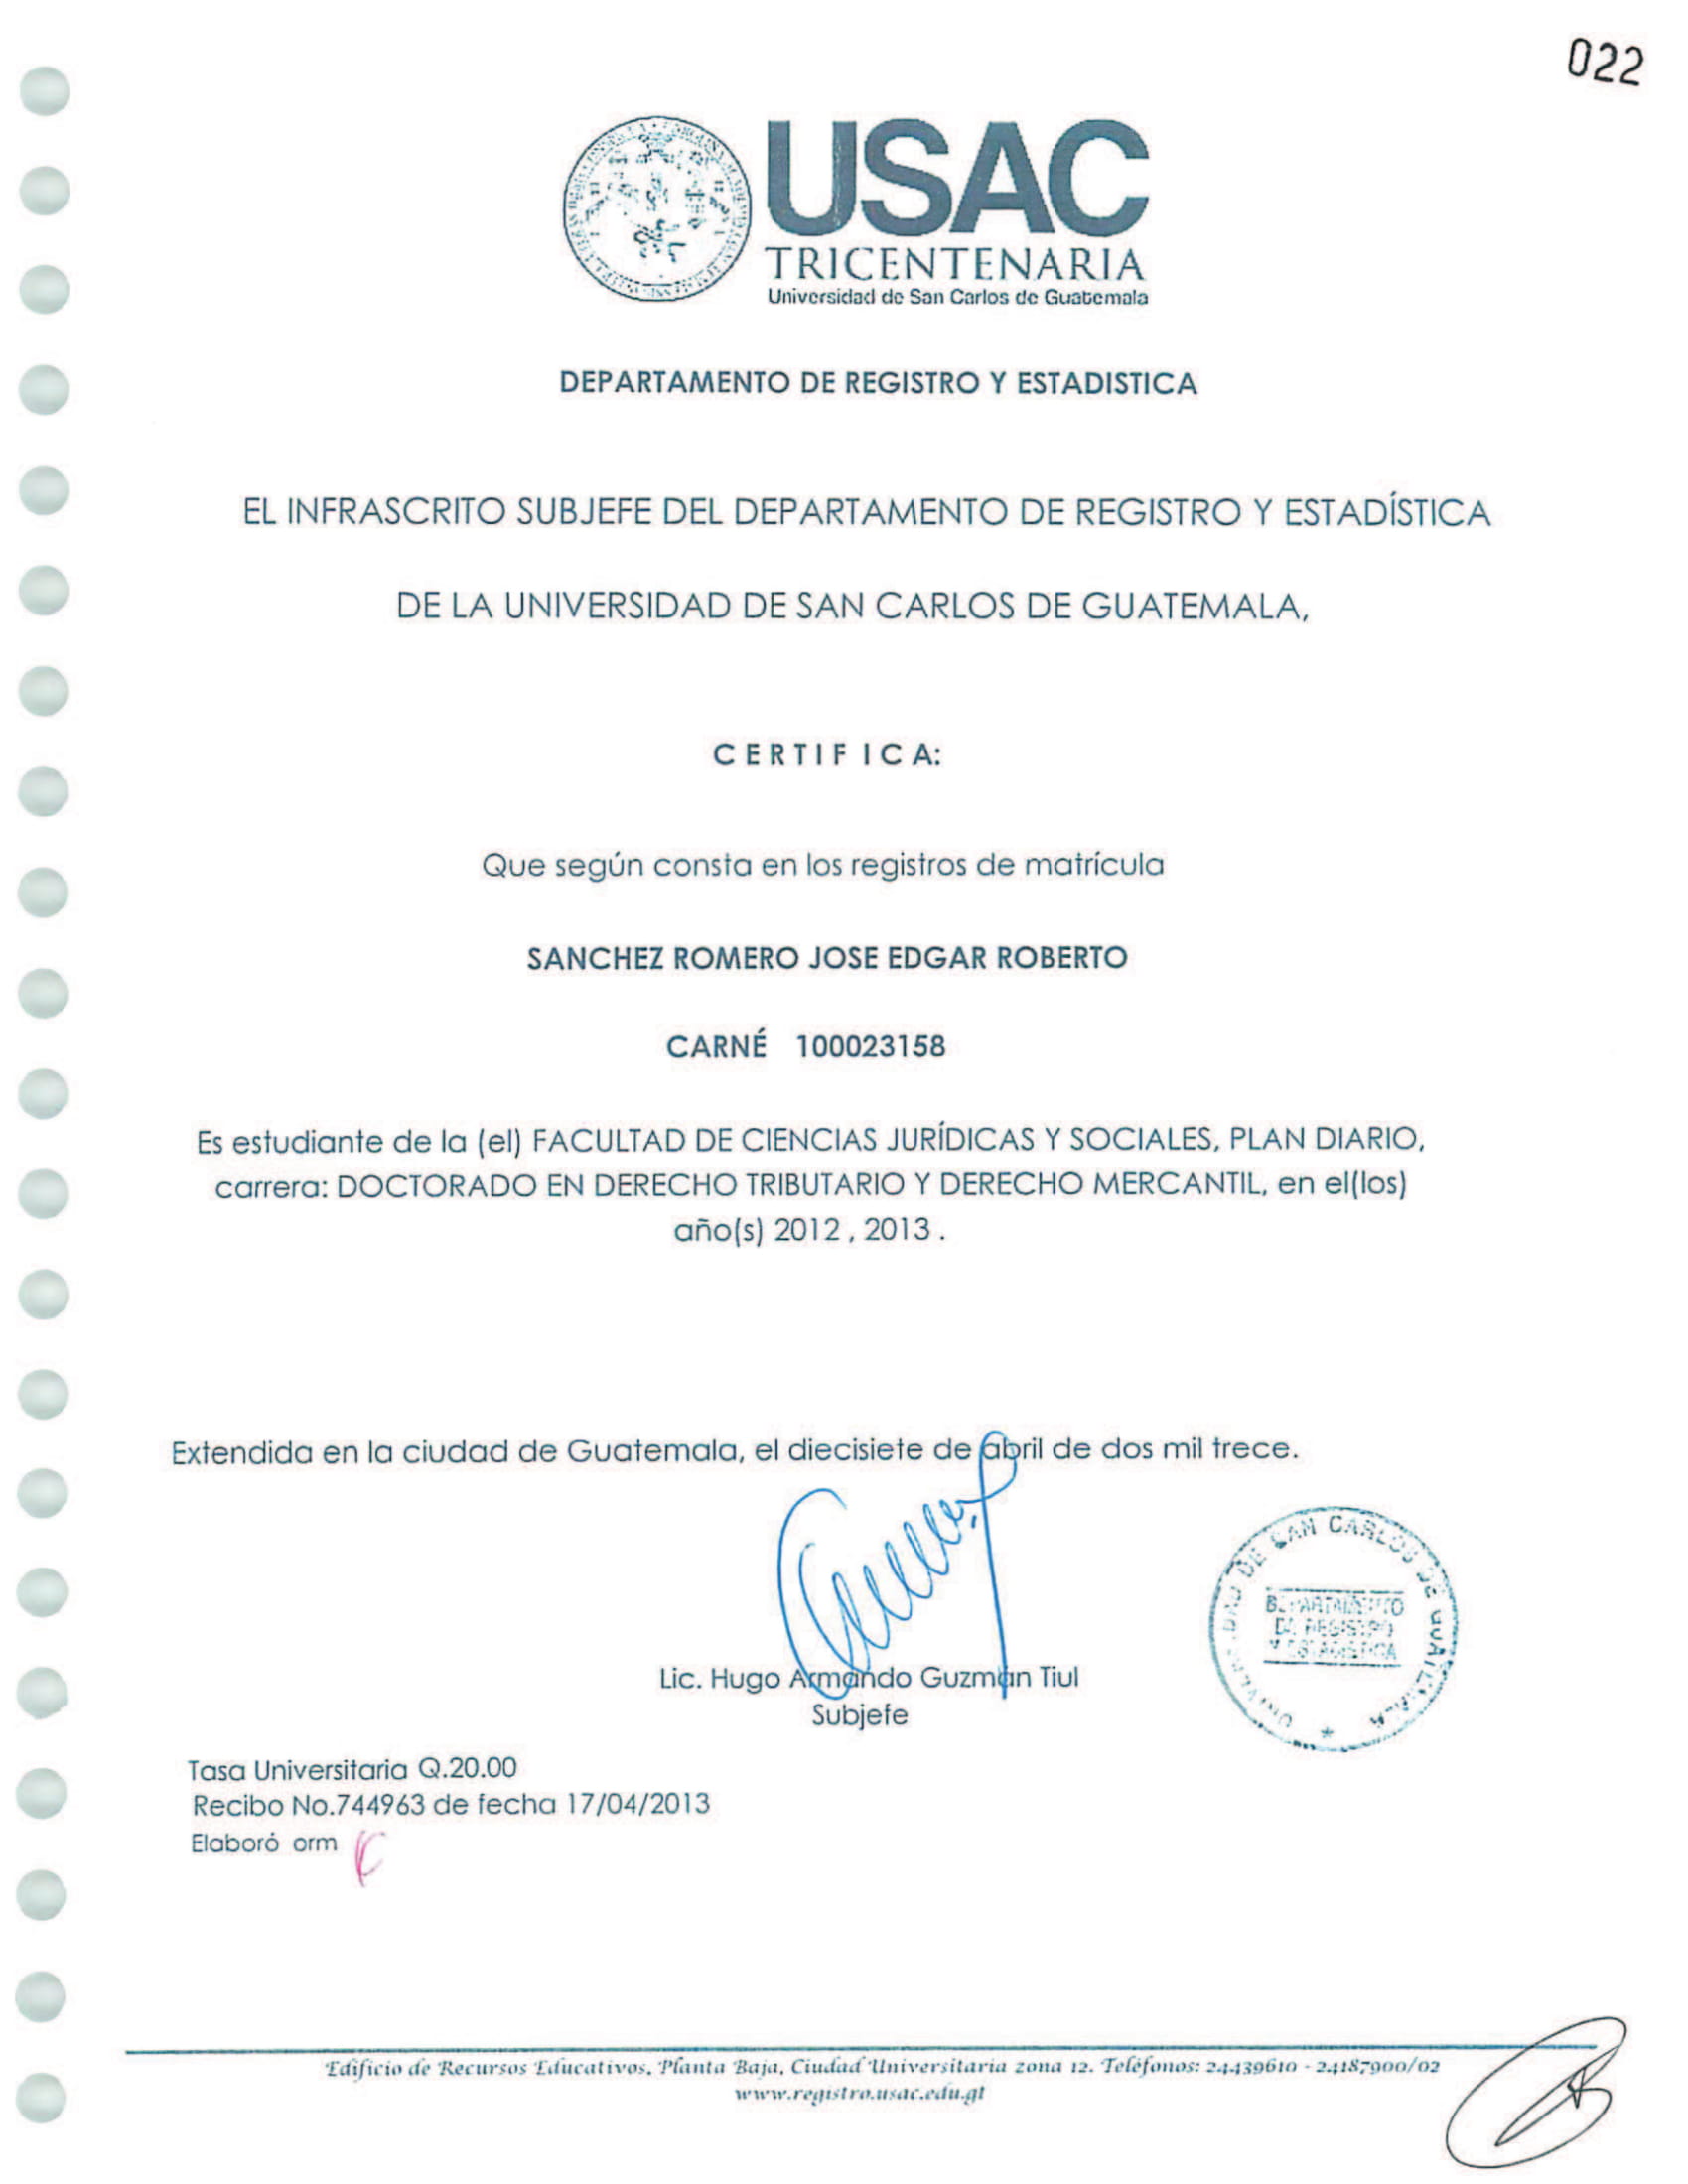 022
USAC
TRICENTENARIA
Universidad de San Carlos de Guatemala
DEPARTAMENTO DE REGISTRO Y ESTADISTICA
EL INFRASCRITO SUBJEFE DEL DEPARTAMENTO DE REGISTRO Y ESTADÍSTICA
DE LA UNIVERSIDAD DE SAN CARLOS DE GUATEMALA,
C E R T I F I C A:
Que según consta en los registros de matrícula
SANCHEZ ROMERO JOSE EDGAR ROBERTO
CARNÉ 100023158
Es estudiante de la (el) FACULTAD DE CIENCIAS JURÍDICAS Y SOCIALES, PLAN DIARIO,
carrera: DOCTORADO EN DERECHO TRIBUTARIO Y DERECHO MERCANTIL, en el(los)
año(s) 2012 , 2013 .
Extendida en la ciudad de Guatemala, el diecisiete de abril de dos mil trece.
UNIVERSIDAD DE SAN CARLOS DE GUATEMALA
DEPARTAMENTO
DE REGISTRO
Y ESTADISTICA
Lic. Hugo Armando Guzmán Tiul
Subjefe
Tasa Universitaria Q.20.00
Recibo No.744963 de fecha 17/04/2013
Elaboró orm
Edificio de Recursos Educativos, Planta Baja, Ciudad Universitaria zona 12. Teléfonos: 24439610 - 24187900/02
www.registro.usac.edu.gt